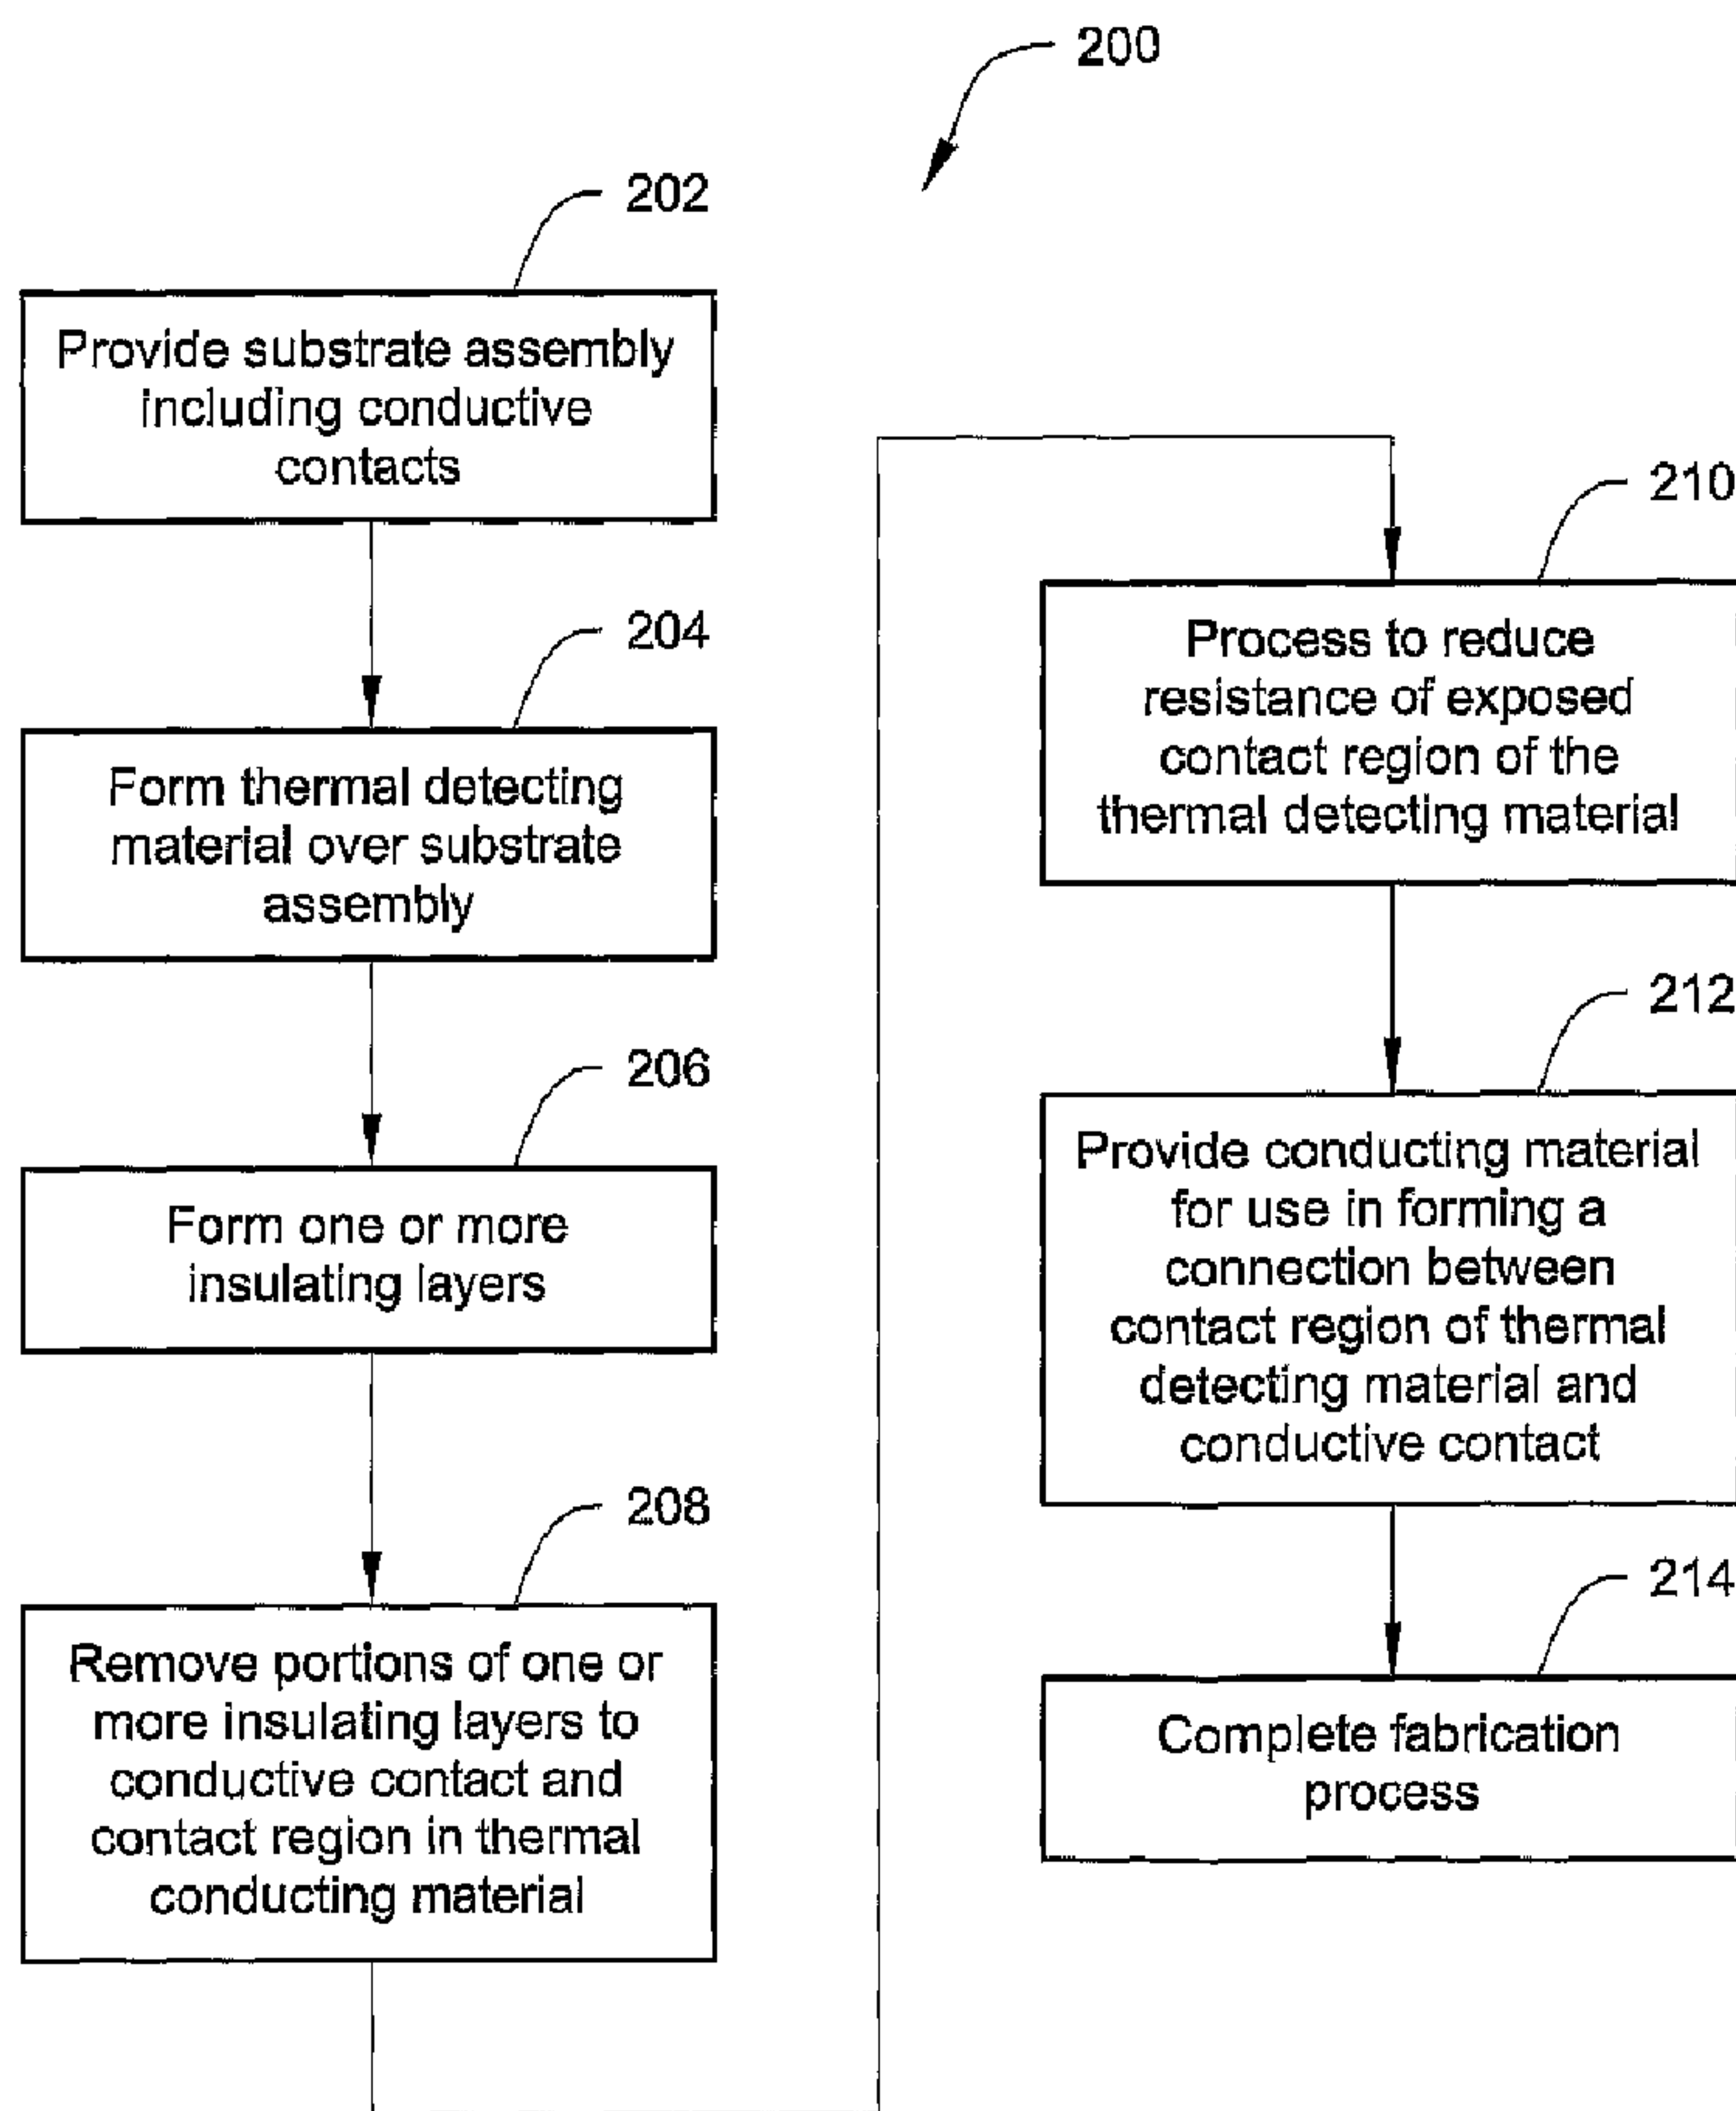 200
202
Provide substrate assembly
including conductive
contacts
204
Form thermal detecting
material over substrate
assembly
206
Form one or more
insulating layers
208
Remove portions of one or
more insulating layers to
conductive contact and
contact region in thermal
conducting material
210
Process to reduce
resistance of exposed
contact region of the
thermal detecting material
212
Provide conducting material
for use in forming a
connection between
contact region of thermal
detecting material and
conductive contact
214
Complete fabrication
process